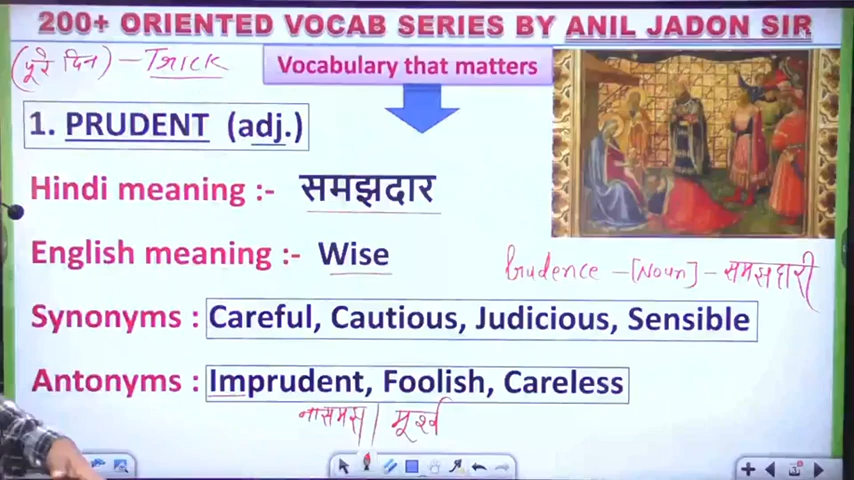 200+ ORIENTED VOCAB SERIES BY ANIL JADON SIR
(पूरे दिन) - Trick
Vocabulary that matters
1. PRUDENT (adj.)
Hindi meaning :- समझदार
English meaning :- Wise
Prudence - [Noun] - समझदारी
Synonyms : Careful, Cautious, Judicious, Sensible
Antonyms : Imprudent, Foolish, Careless
नासमझ | मूर्ख